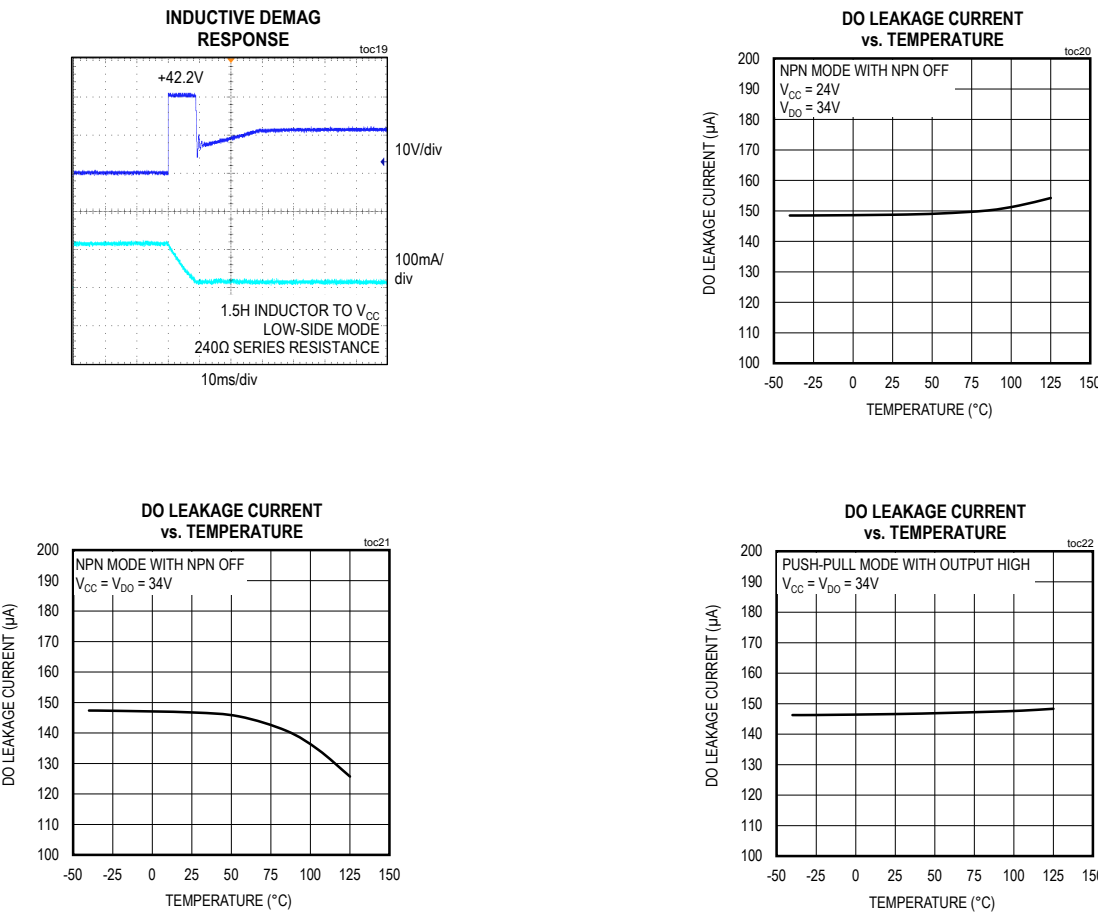 INDUCTIVE DEMAG
RESPONSE
toc19
+42.2V
10V/div
100mA/
div
1.5H INDUCTOR TO VCC
LOW-SIDE MODE
240Ω SERIES RESISTANCE
10ms/div
DO LEAKAGE CURRENT
vs. TEMPERATURE
toc20
NPN MODE WITH NPN OFF
VCC = 24V
VDO = 34V
DO LEAKAGE CURRENT (µA)
200
190
180
170
160
150
140
130
120
110
100
-50 -25 0 25 50 75 100 125 150
TEMPERATURE (°C)
DO LEAKAGE CURRENT
vs. TEMPERATURE
toc21
NPN MODE WITH NPN OFF
VCC = VDO = 34V
DO LEAKAGE CURRENT (µA)
200
190
180
170
160
150
140
130
120
110
100
-50 -25 0 25 50 75 100 125 150
TEMPERATURE (°C)
DO LEAKAGE CURRENT
vs. TEMPERATURE
toc22
PUSH-PULL MODE WITH OUTPUT HIGH
VCC = VDO = 34V
DO LEAKAGE CURRENT (µA)
200
190
180
170
160
150
140
130
120
110
100
-50 -25 0 25 50 75 100 125 150
TEMPERATURE (°C)